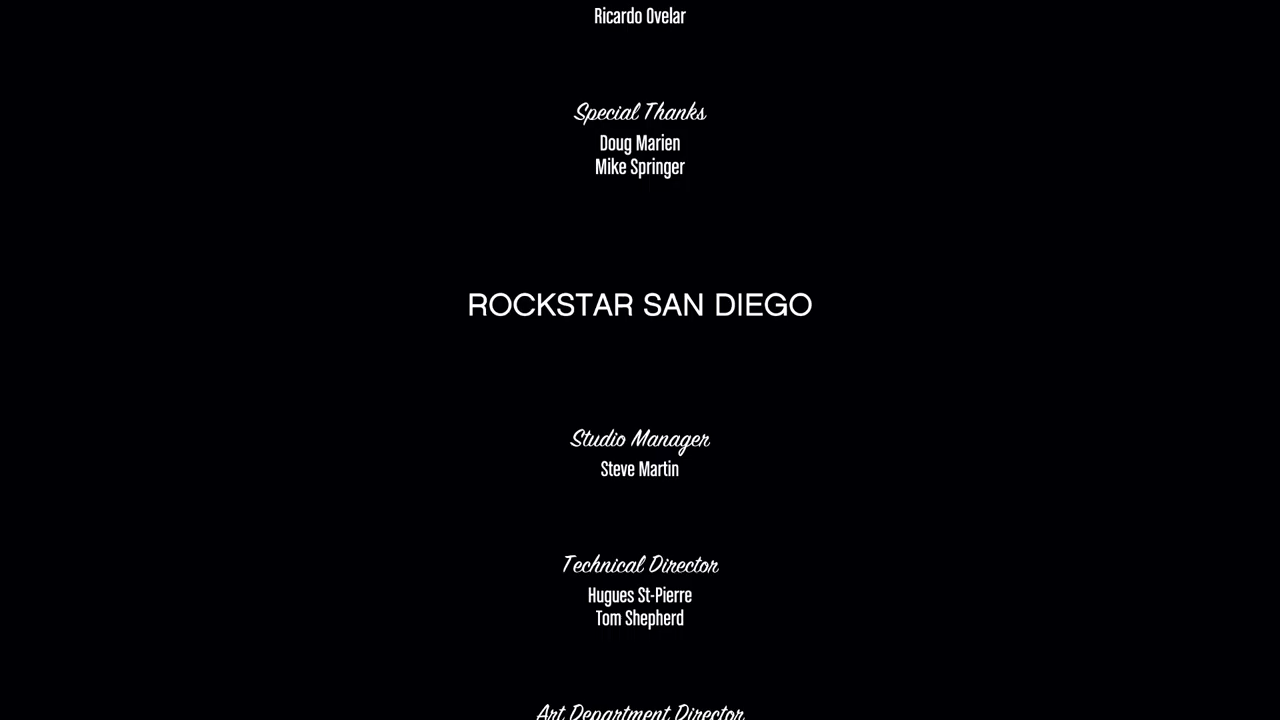 Ricardo Ovelar
Special Thanks
Doug Marien
Mike Springer
ROCKSTAR SAN DIEGO
Studio Manager
Steve Martin
Technical Director
Hugues St-Pierre
Tom Shepherd
Art Department Director